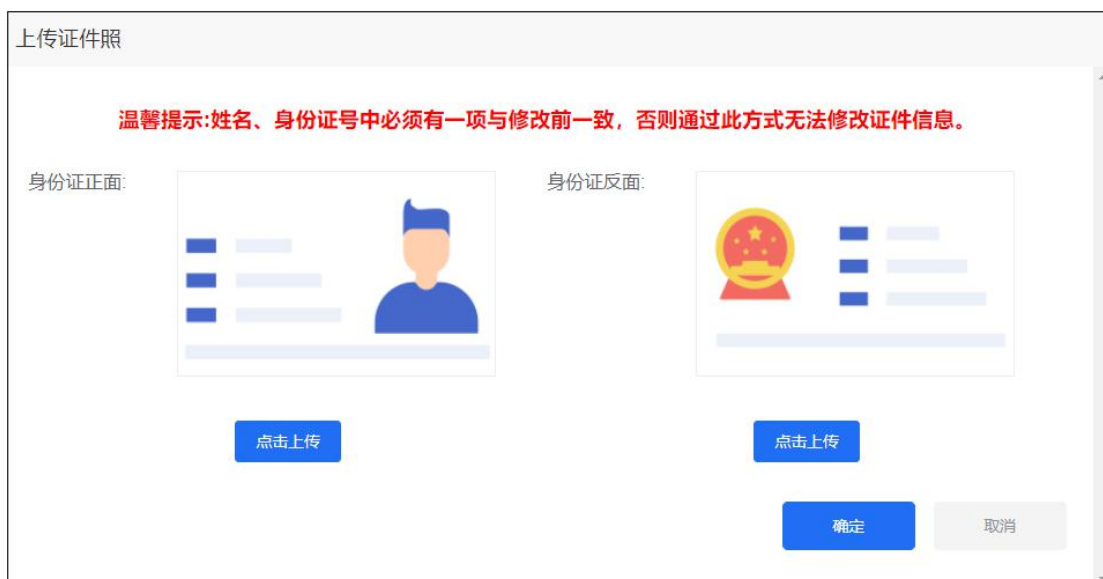 上传证件照
温馨提示:姓名、身份证号中必须有一项与修改前一致，否则通过此方式无法修改证件信息。
身份证正面:
身份证反面:
点击上传
点击上传
确定
取消